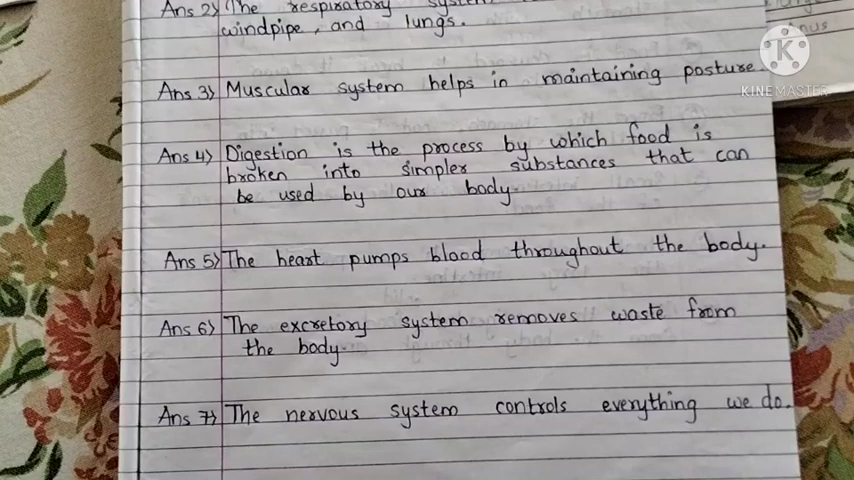 Ans 2) The respiratory system
windpipe, and lungs.
Ans 3) Muscular system helps in maintaining posture.
Ans 4) Digestion is the process by which food is
broken into simpler substances that can
be used by our body.
Ans 5) The heart pumps blood throughout the body.
Ans 6) The excretory system removes waste from
the body.
Ans 7) The nervous system controls everything we do.
K
KINEMASTER